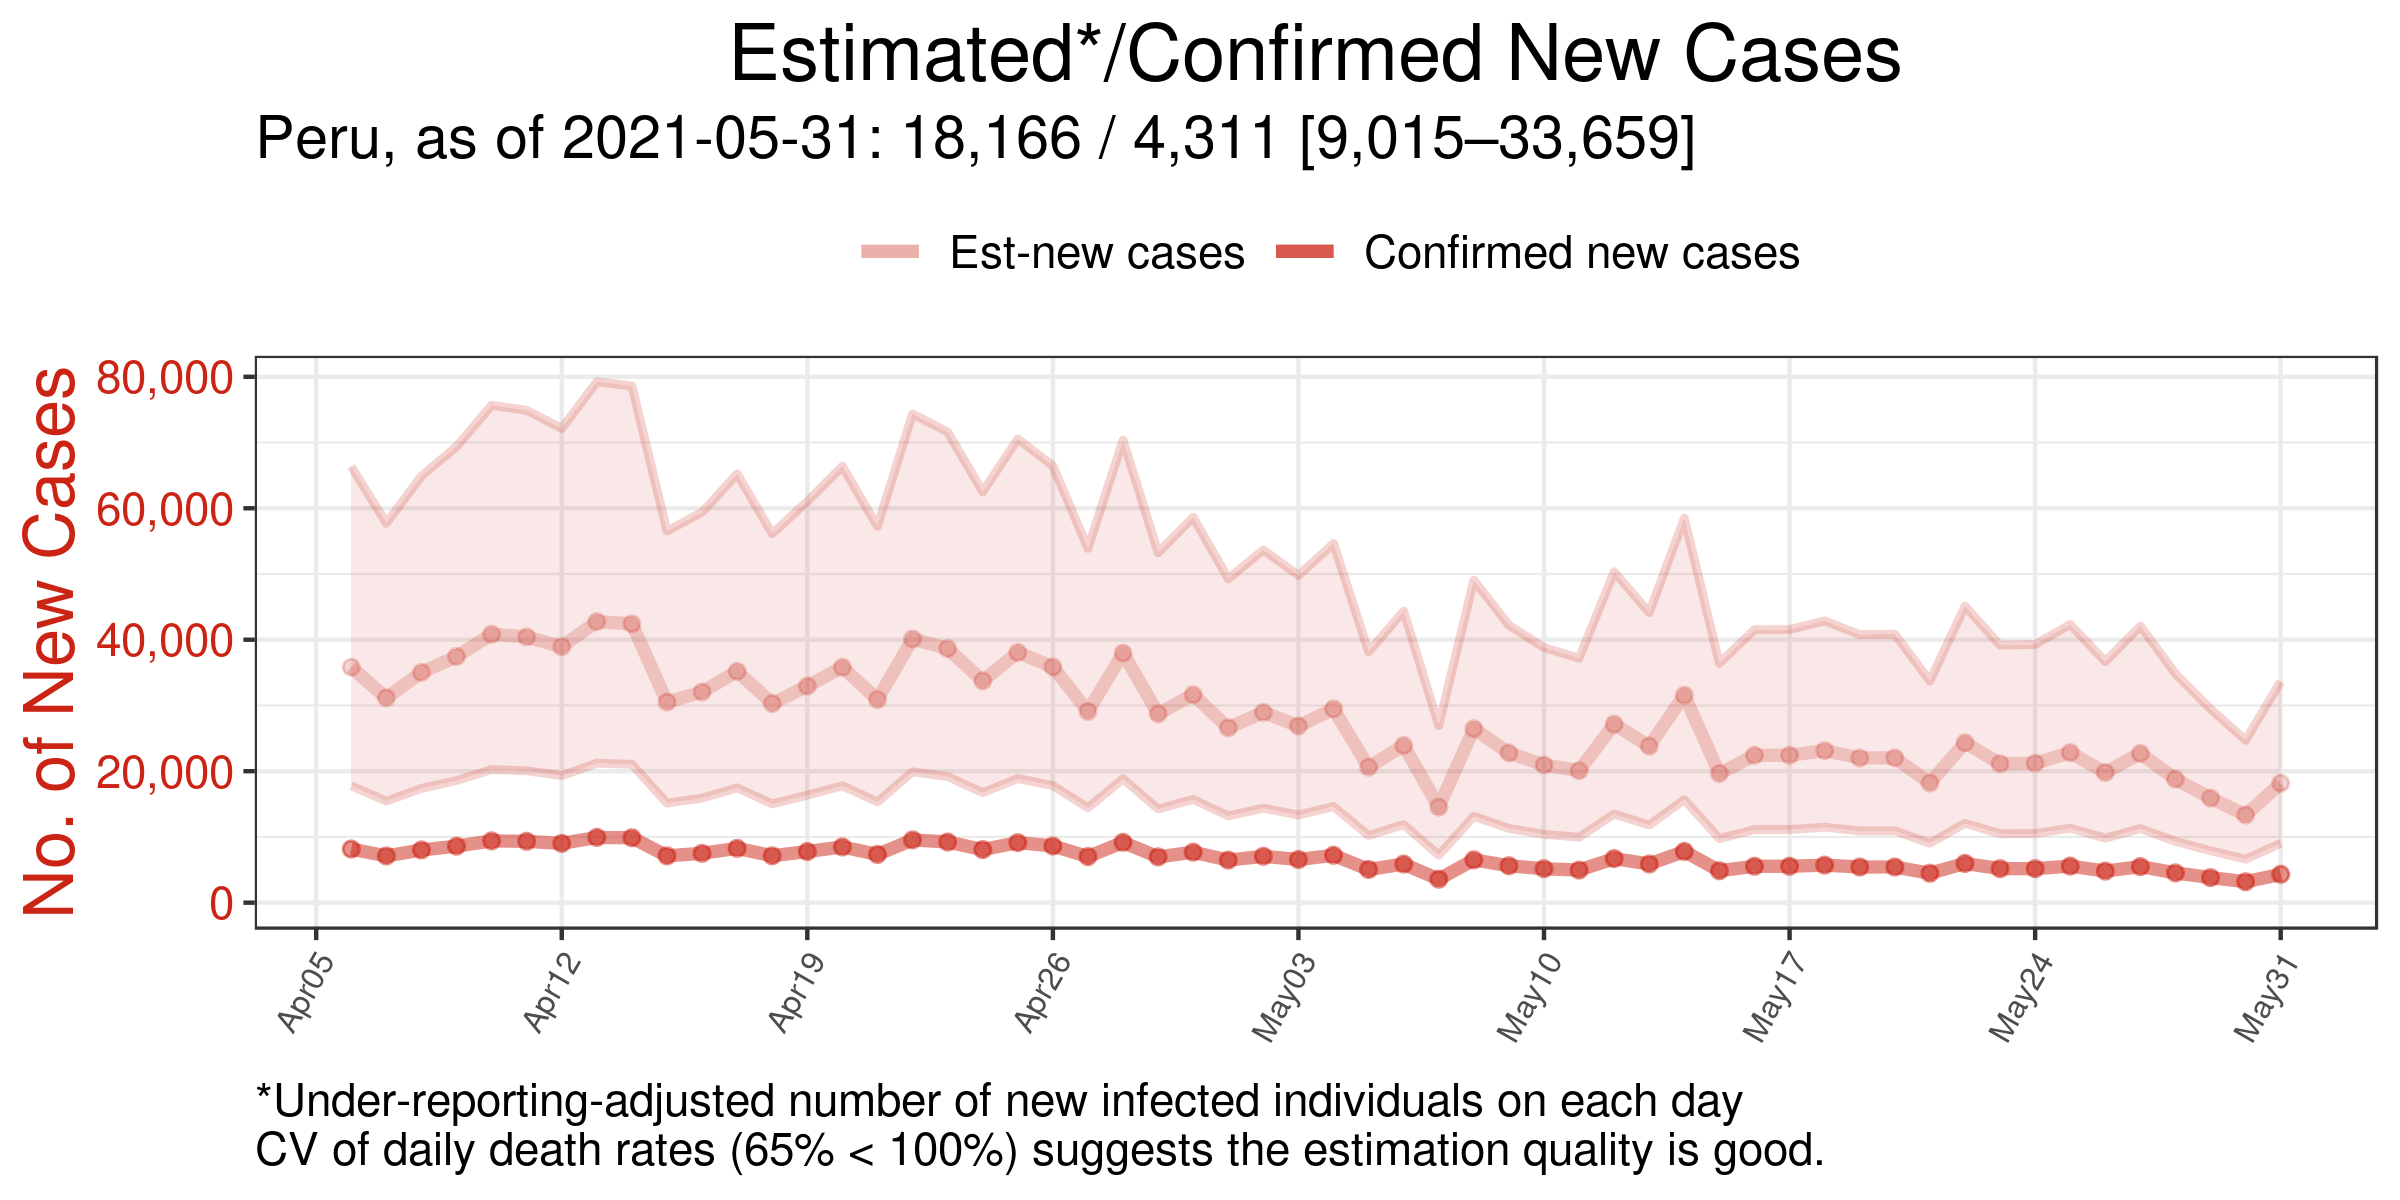 Estimated*/Confirmed New Cases
Peru, as of 2021-05-31: 18,166 / 4,311 [9,015–33,659]
Est-new cases
Confirmed new cases
No. of New Cases
80,000
60,000
40,000
20,000
0
Apr05
Apr12
Apr19
Apr26
May03
May10
May17
May24
May31
*Under-reporting-adjusted number of new infected individuals on each day
CV of daily death rates (65% < 100%) suggests the estimation quality is good.